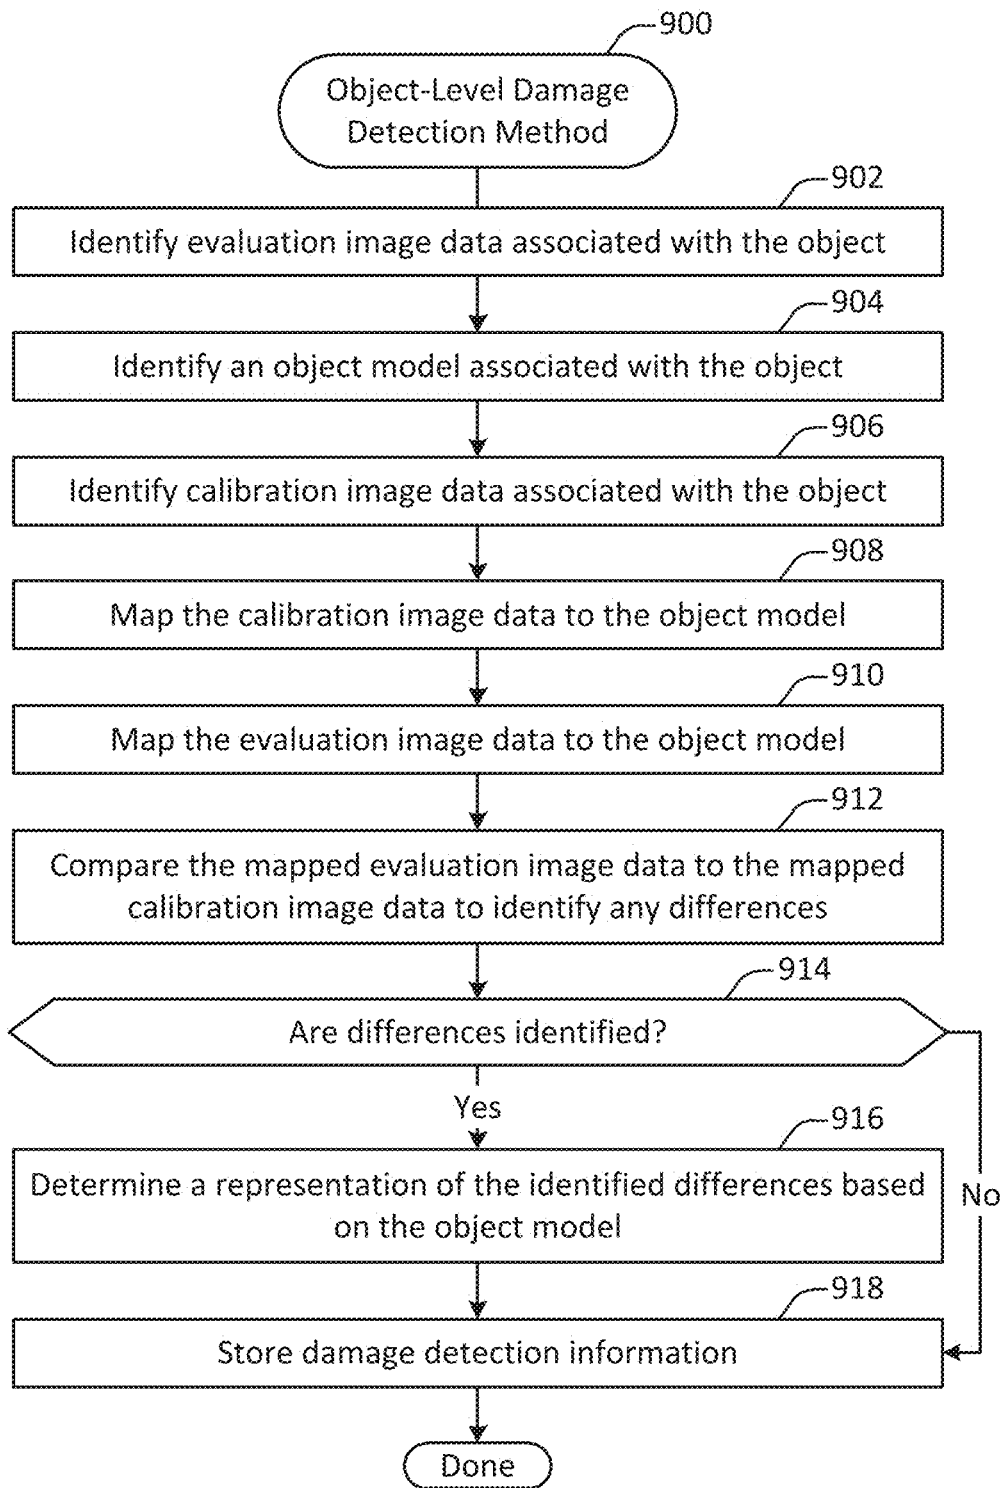 900
Object-Level Damage
Detection Method
902
Identify evaluation image data associated with the object
904
Identify an object model associated with the object
906
Identify calibration image data associated with the object
908
Map the calibration image data to the object model
910
Map the evaluation image data to the object model
912
Compare the mapped evaluation image data to the mapped
calibration image data to identify any differences
914
Are differences identified?
Yes
916
Determine a representation of the identified differences based
on the object model
No
918
Store damage detection information
Done